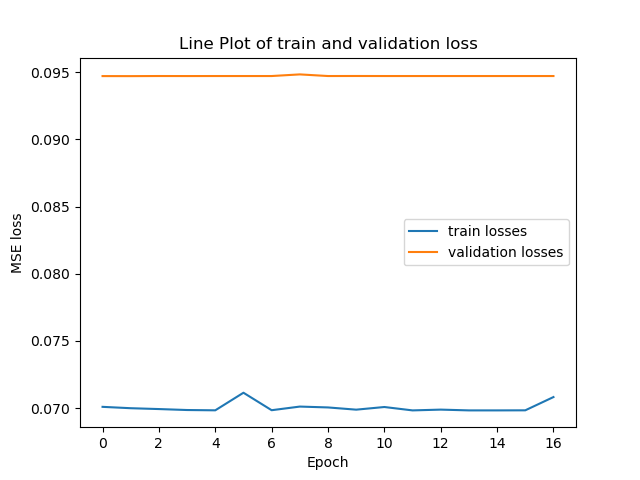 Line Plot of train and validation loss
0.095
0.090
0.085
0.080
0.075
0.070
MSE loss
train losses
validation losses
0 2 4 6 8 10 12 14 16
Epoch